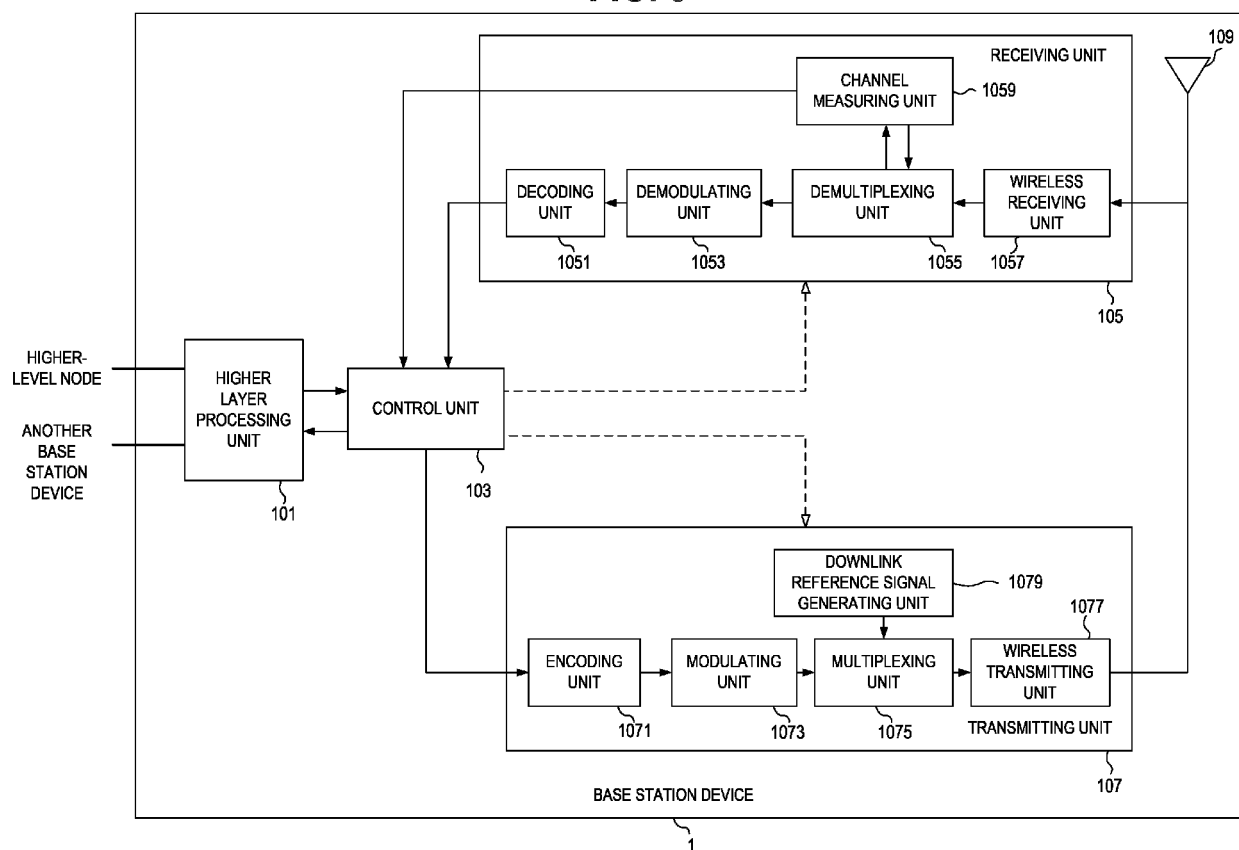 109
RECEIVING UNIT
CHANNEL
MEASURING UNIT
1059
DECODING
UNIT
DEMODULATING
UNIT
DEMULTIPLEXING
UNIT
WIRELESS
RECEIVING
UNIT
1051
1053
1055
1057
105
HIGHER-
LEVEL NODE
ANOTHER
BASE
STATION
DEVICE
HIGHER
LAYER
PROCESSING
UNIT
CONTROL UNIT
101
103
DOWNLINK
REFERENCE SIGNAL
GENERATING UNIT
1079
1077
ENCODING
UNIT
MODULATING
UNIT
MULTIPLEXING
UNIT
WIRELESS
TRANSMITTING
UNIT
1071
1073
1075
TRANSMITTING UNIT
107
BASE STATION DEVICE
1